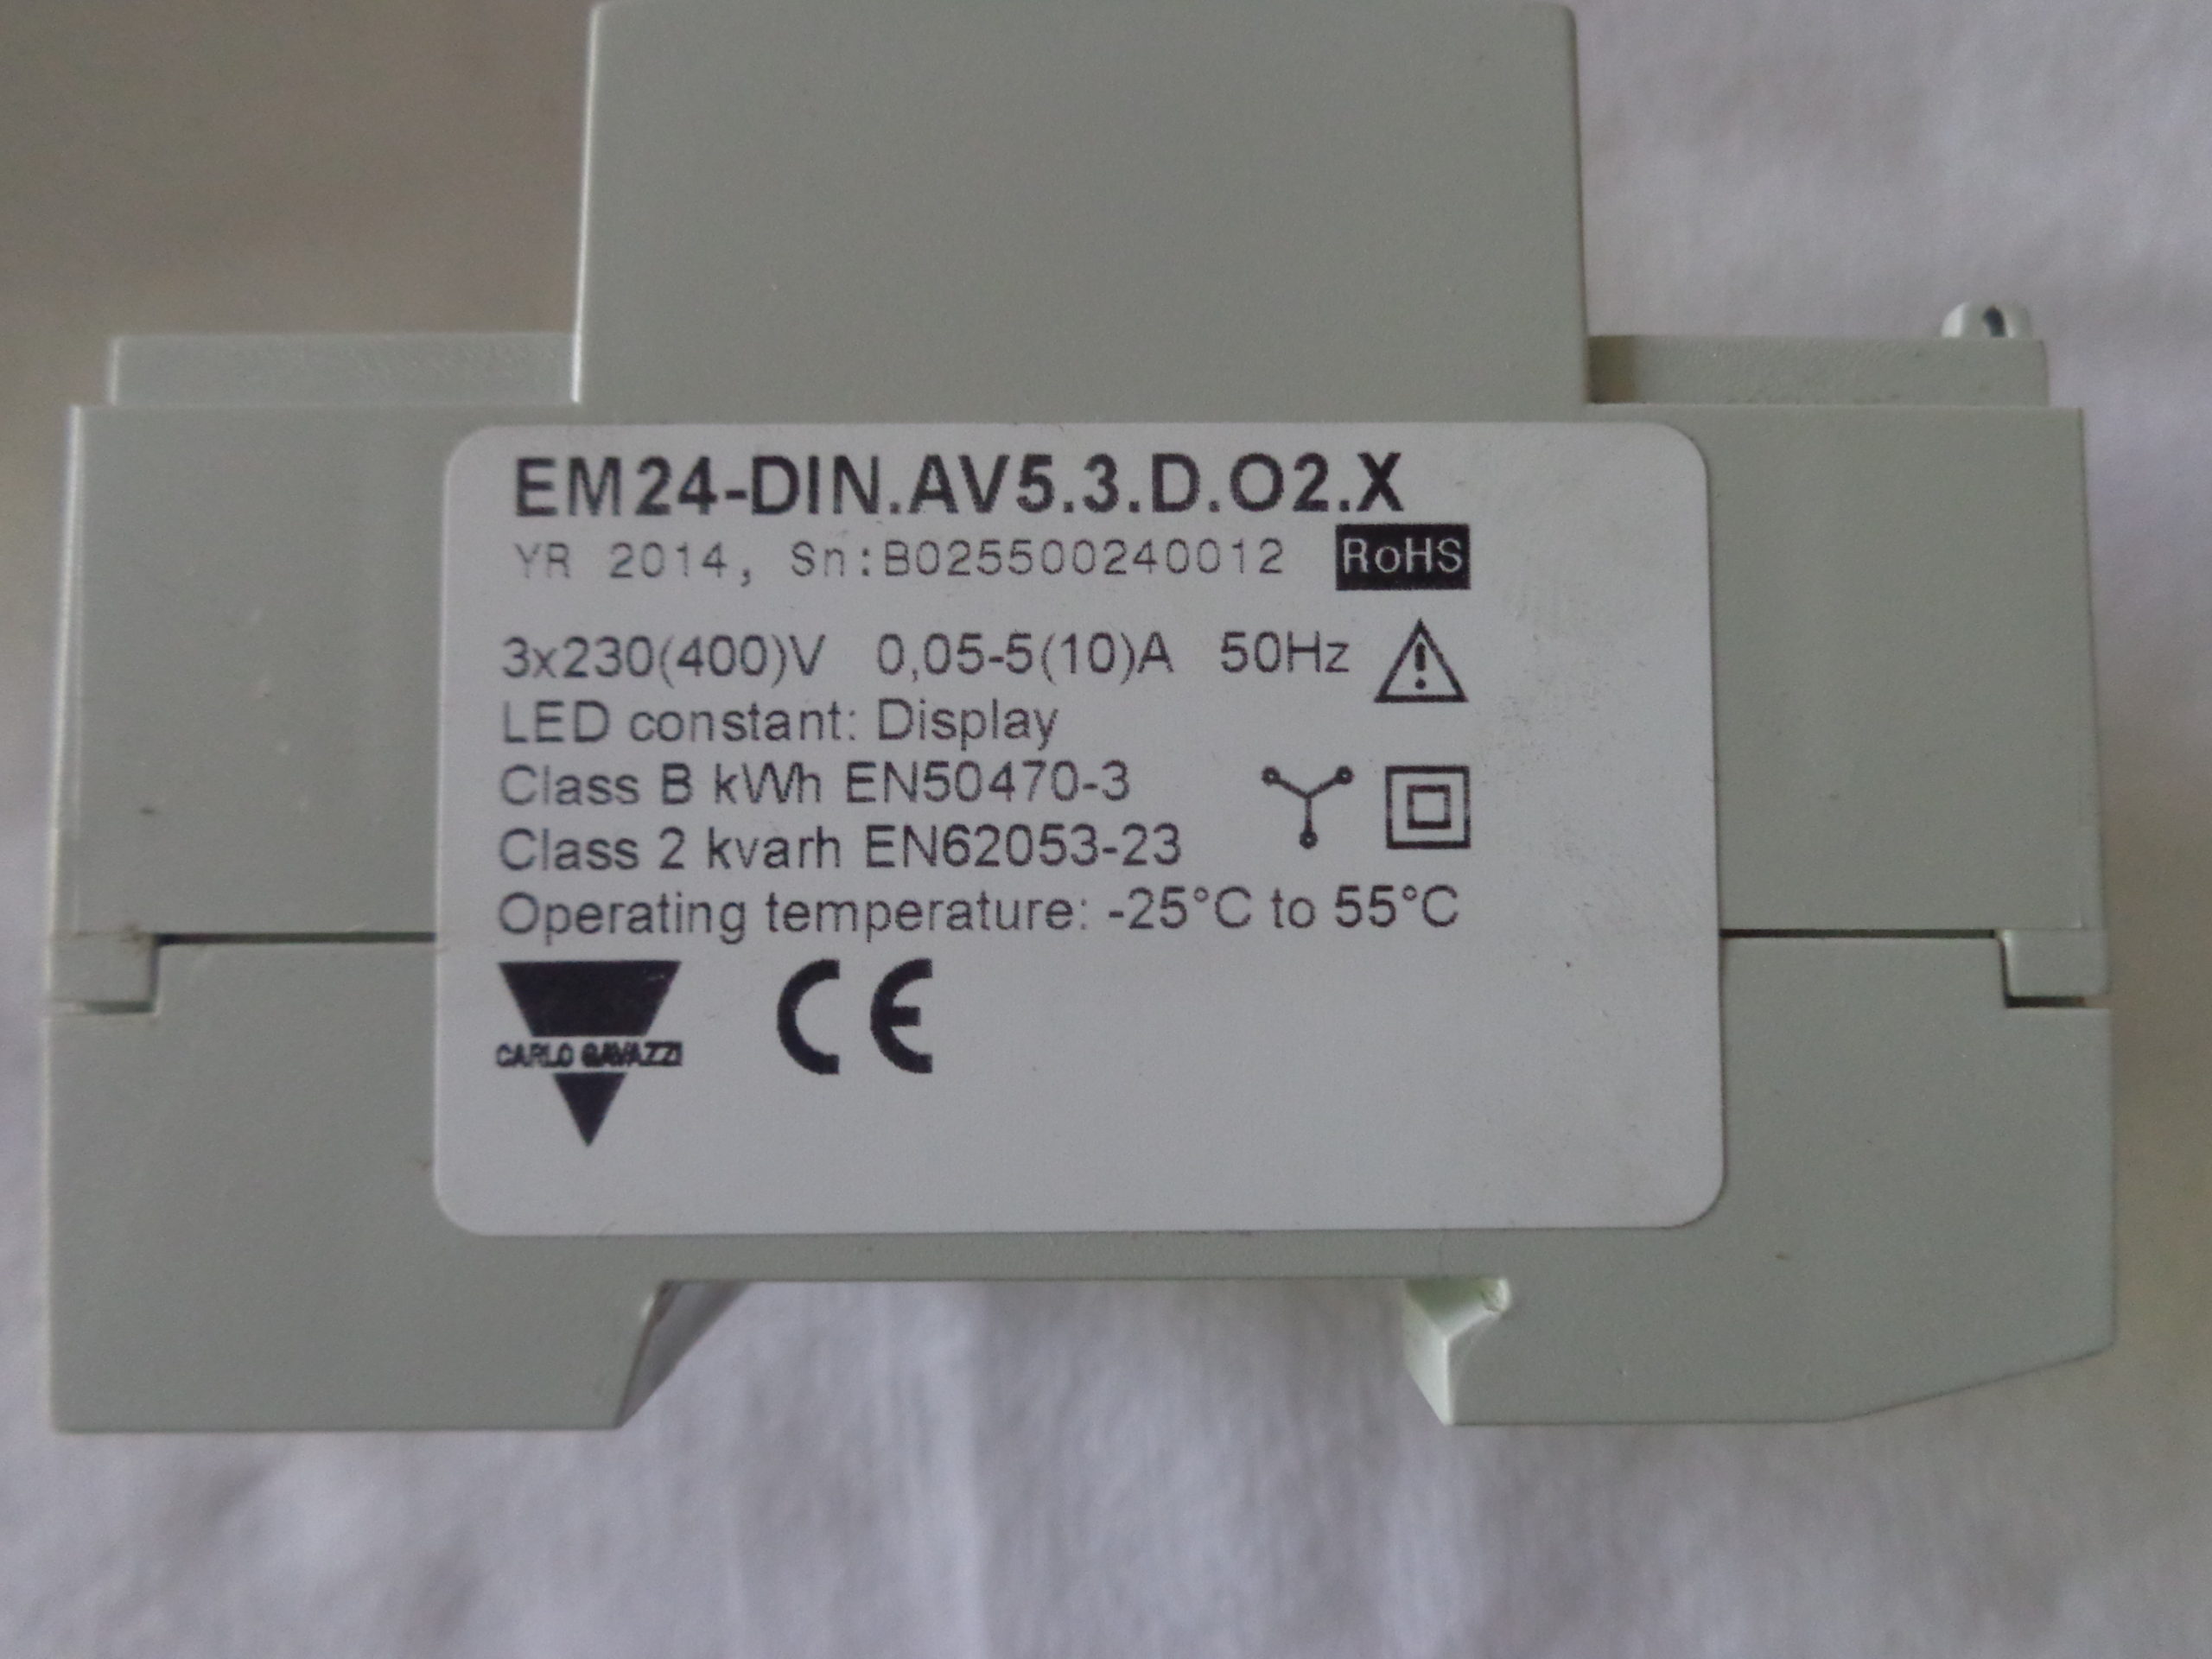 EM24-DIN.AV5.3.D.O2.X
YR 2014, Sn:B025500240012 RoHS
3x230(400)V 0,05-5(10)A 50Hz
LED constant: Display
Class B kWh EN50470-3
Class 2 kvarh EN62053-23
Operating temperature: -25°C to 55°C
CARLO GAVAZZI
CE